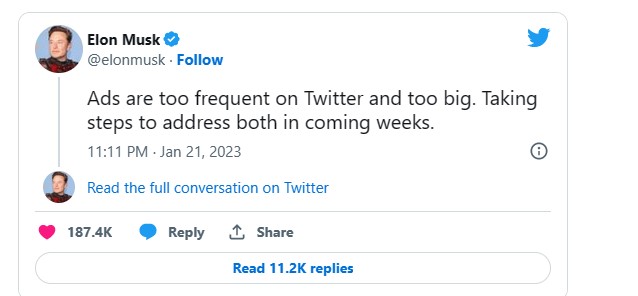 Elon Musk
@elonmusk · Follow
Ads are too frequent on Twitter and too big. Taking
steps to address both in coming weeks.
11:11 PM · Jan 21, 2023
Read the full conversation on Twitter
187.4K Reply Share
Read 11.2K replies